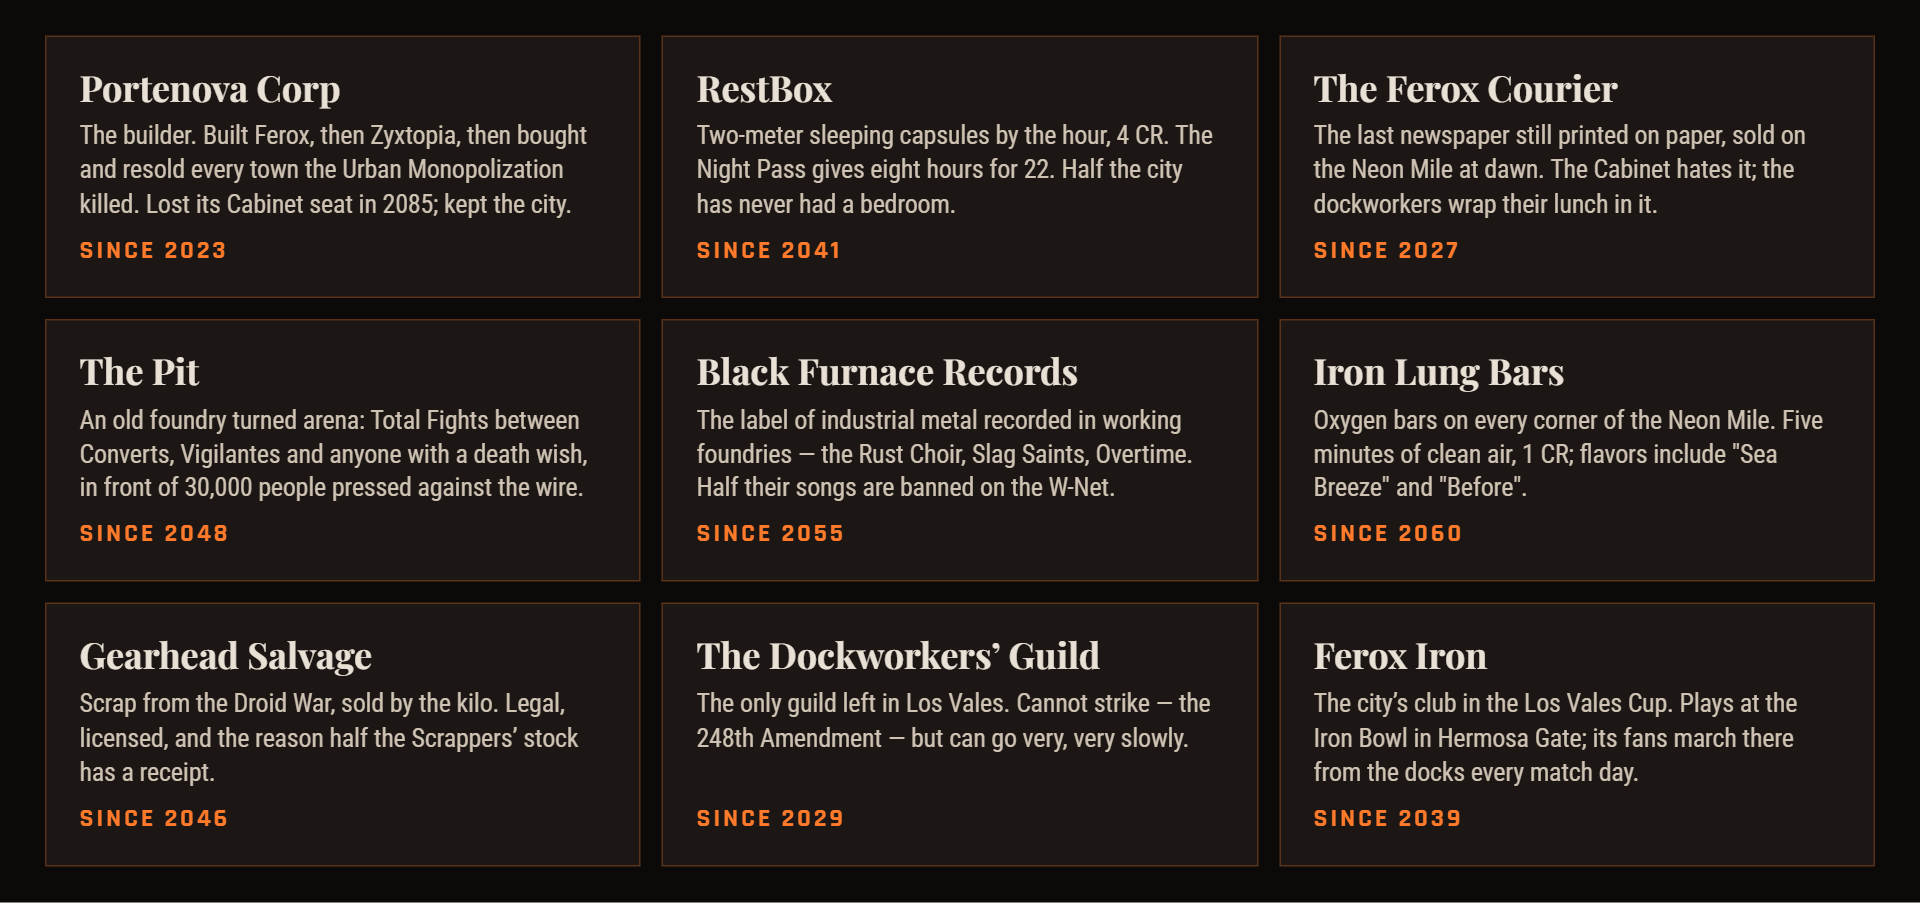 Portenova Corp
The builder. Built Ferox, then Zyxtopia, then bought
and resold every town the Urban Monopolization
killed. Lost its Cabinet seat in 2085; kept the city.
SINCE 2023
RestBox
Two-meter sleeping capsules by the hour, 4 CR. The
Night Pass gives eight hours for 22. Half the city
has never had a bedroom.
SINCE 2041
The Ferox Courier
The last newspaper still printed on paper, sold on
the Neon Mile at dawn. The Cabinet hates it; the
dockworkers wrap their lunch in it.
SINCE 2027
The Pit
An old foundry turned arena: Total Fights between
Converts, Vigilantes and anyone with a death wish,
in front of 30,000 people pressed against the wire.
SINCE 2048
Black Furnace Records
The label of industrial metal recorded in working
foundries — the Rust Choir, Slag Saints, Overtime.
Half their songs are banned on the W-Net.
SINCE 2055
Iron Lung Bars
Oxygen bars on every corner of the Neon Mile. Five
minutes of clean air, 1 CR; flavors include "Sea
Breeze" and "Before".
SINCE 2060
Gearhead Salvage
Scrap from the Droid War, sold by the kilo. Legal,
licensed, and the reason half the Scrappers’ stock
has a receipt.
SINCE 2046
The Dockworkers’ Guild
The only guild left in Los Vales. Cannot strike — the
248th Amendment — but can go very, very slowly.
SINCE 2029
Ferox Iron
The city’s club in the Los Vales Cup. Plays at the
Iron Bowl in Hermosa Gate; its fans march there
from the docks every match day.
SINCE 2039